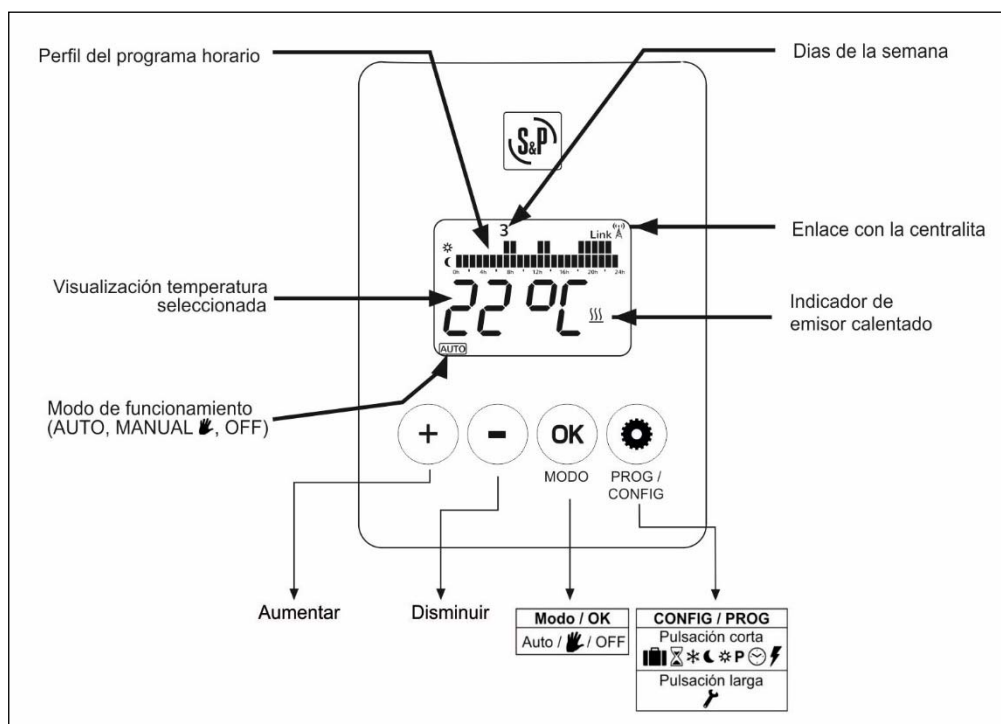 Perfil del programa horario
Dias de la semana
S&P
3
Link
Enlace con la centralita
0h 4h 8h 12h 16h 20h 24h
Visualización temperatura
seleccionada
22 ºC
Indicador de
emisor calentado
AUTO
Modo de funcionamiento
(AUTO, MANUAL , OFF)
+ - OK
MODO
PROG /
CONFIG
Aumentar
Disminuir
Modo / OK
Auto / / OFF
CONFIG / PROG
Pulsación corta
P
Pulsación larga